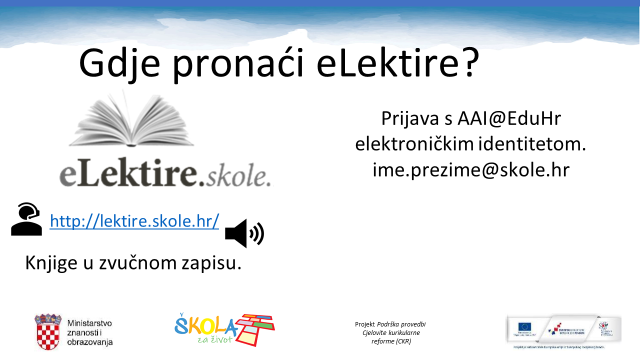 Gdje pronaći eLektire?
eLektire.skole.
Prijava s AAI@EduHr
elektroničkim identitetom.
ime.prezime@skole.hr
http://lektire.skole.hr/
Knjige u zvučnom zapisu.
Ministarstvo
znanosti i
obrazovanja
ŠKOLA
za život
Projekt Podrška provedbi
Cjelovite kurikularne
reforme (CKR)